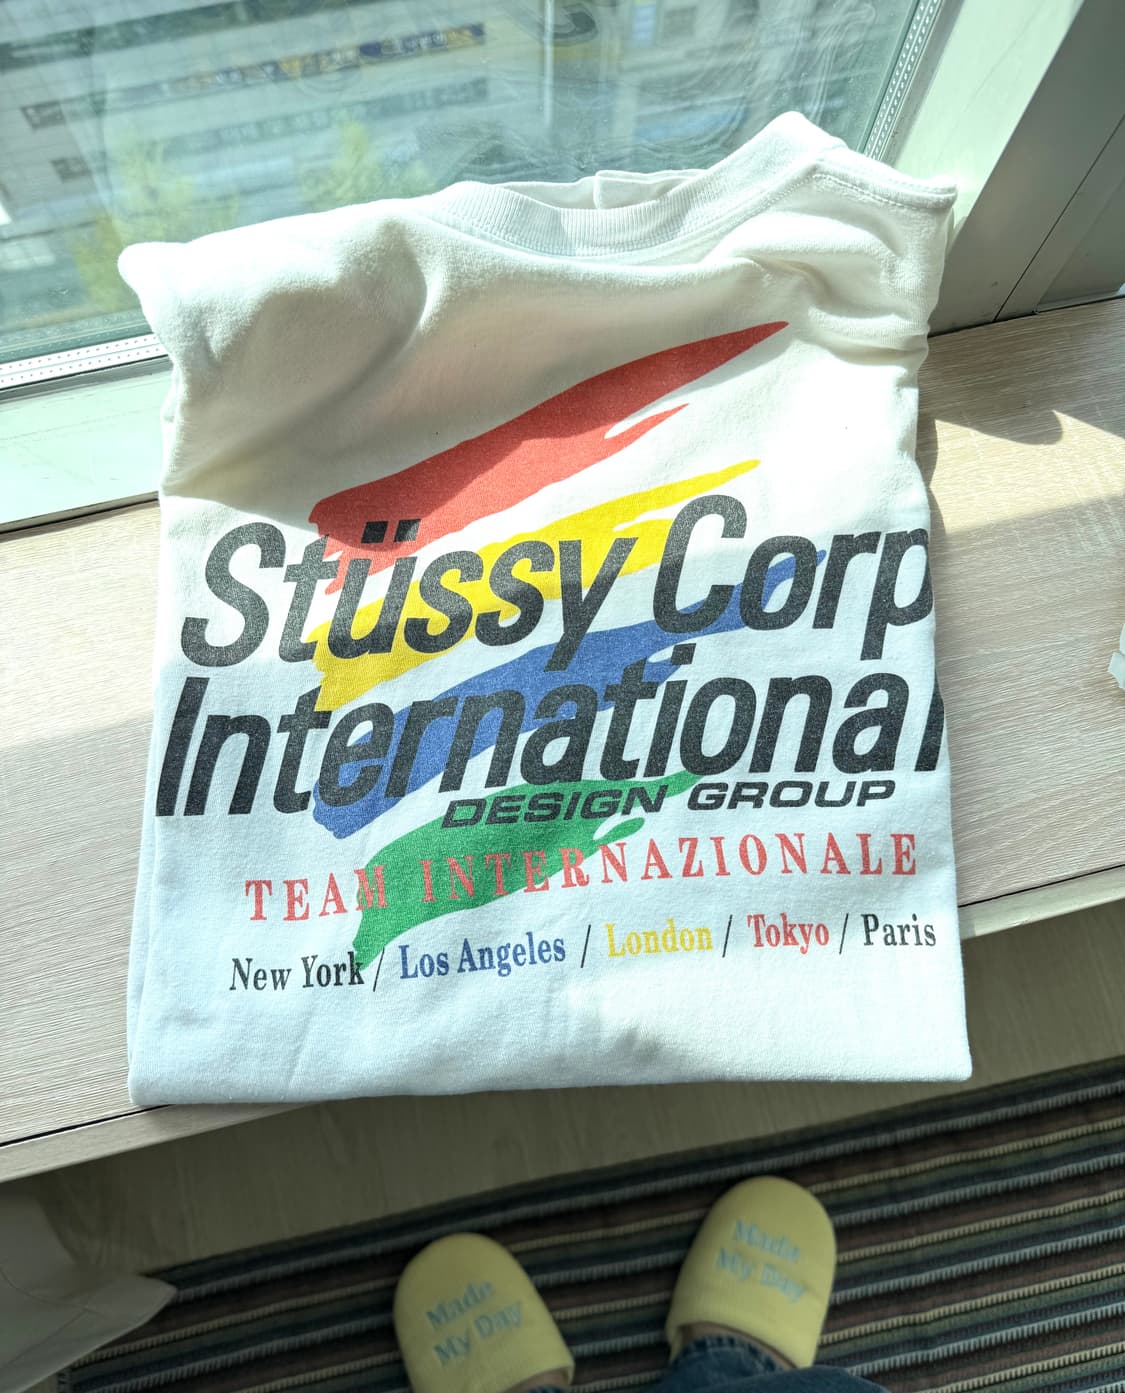 Stüssy Corp
International
DESIGN GROUP
TEAM INTERNAZIONALE
New York / Los Angeles / London / Tokyo / Paris
Made
My Day
Made
My Day